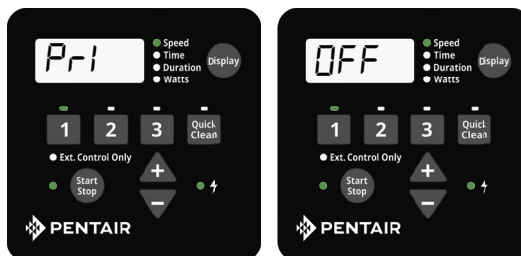 Pr1
Speed
Time
Duration
Watts
Display
1 2 3 Quick Clean
Ext. Control Only
Start Stop
+
−
PENTAIR
OFF
Speed
Time
Duration
Watts
Display
1 2 3 Quick Clean
Ext. Control Only
Start Stop
+
−
PENTAIR